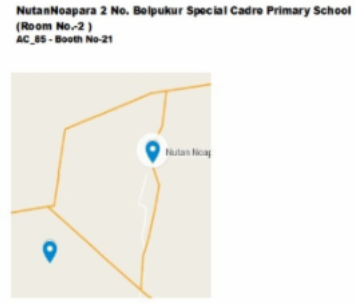 NutanNoapara 2 No. Belpukur Special Cadre Primary School
(Room No.-2 )
AC_85 - Booth No-21
Nutan Noap